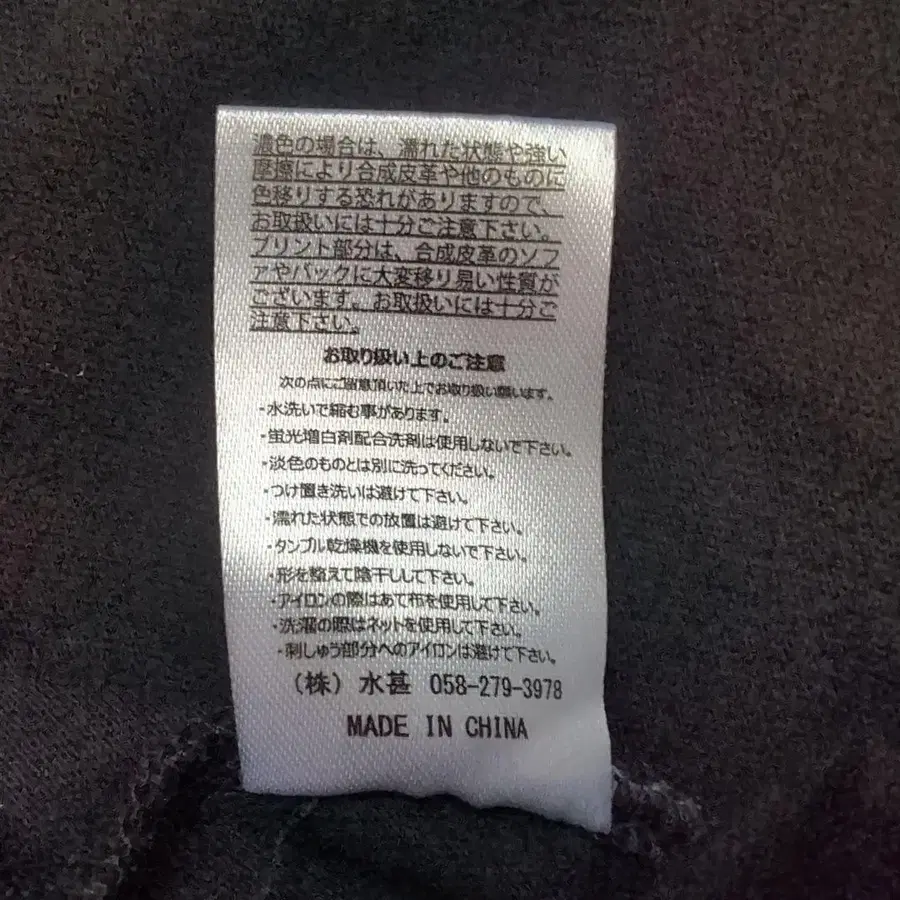 濃色の場合は、濡れた状態や強い
摩擦により合成皮革や他のものに
色移りする恐れがありますので、
お取扱いには十分ご注意下さい。
プリント部分は、合成皮革のソフ
ァやバックに大変移り易い性質が
ございます。お取扱いには十分ご
注意下さい。
お取り扱い上のご注意
次の点にご留意頂いた上でお取り扱い願います。
・水洗いで縮む事があります。
・蛍光増白剤配合洗剤は使用しないで下さい。
・淡色のものとは別に洗ってください。
・つけ置き洗いは避けて下さい。
・濡れた状態での放置は避けて下さい。
・タンブル乾燥機を使用しないで下さい。
・形を整えて陰干しして下さい。
・アイロンの際はあて布を使用して下さい。
・洗濯の際はネットを使用して下さい。
・刺しゅう部分へのアイロンは避けて下さい。
（株）水甚 058-279-3978
MADE IN CHINA